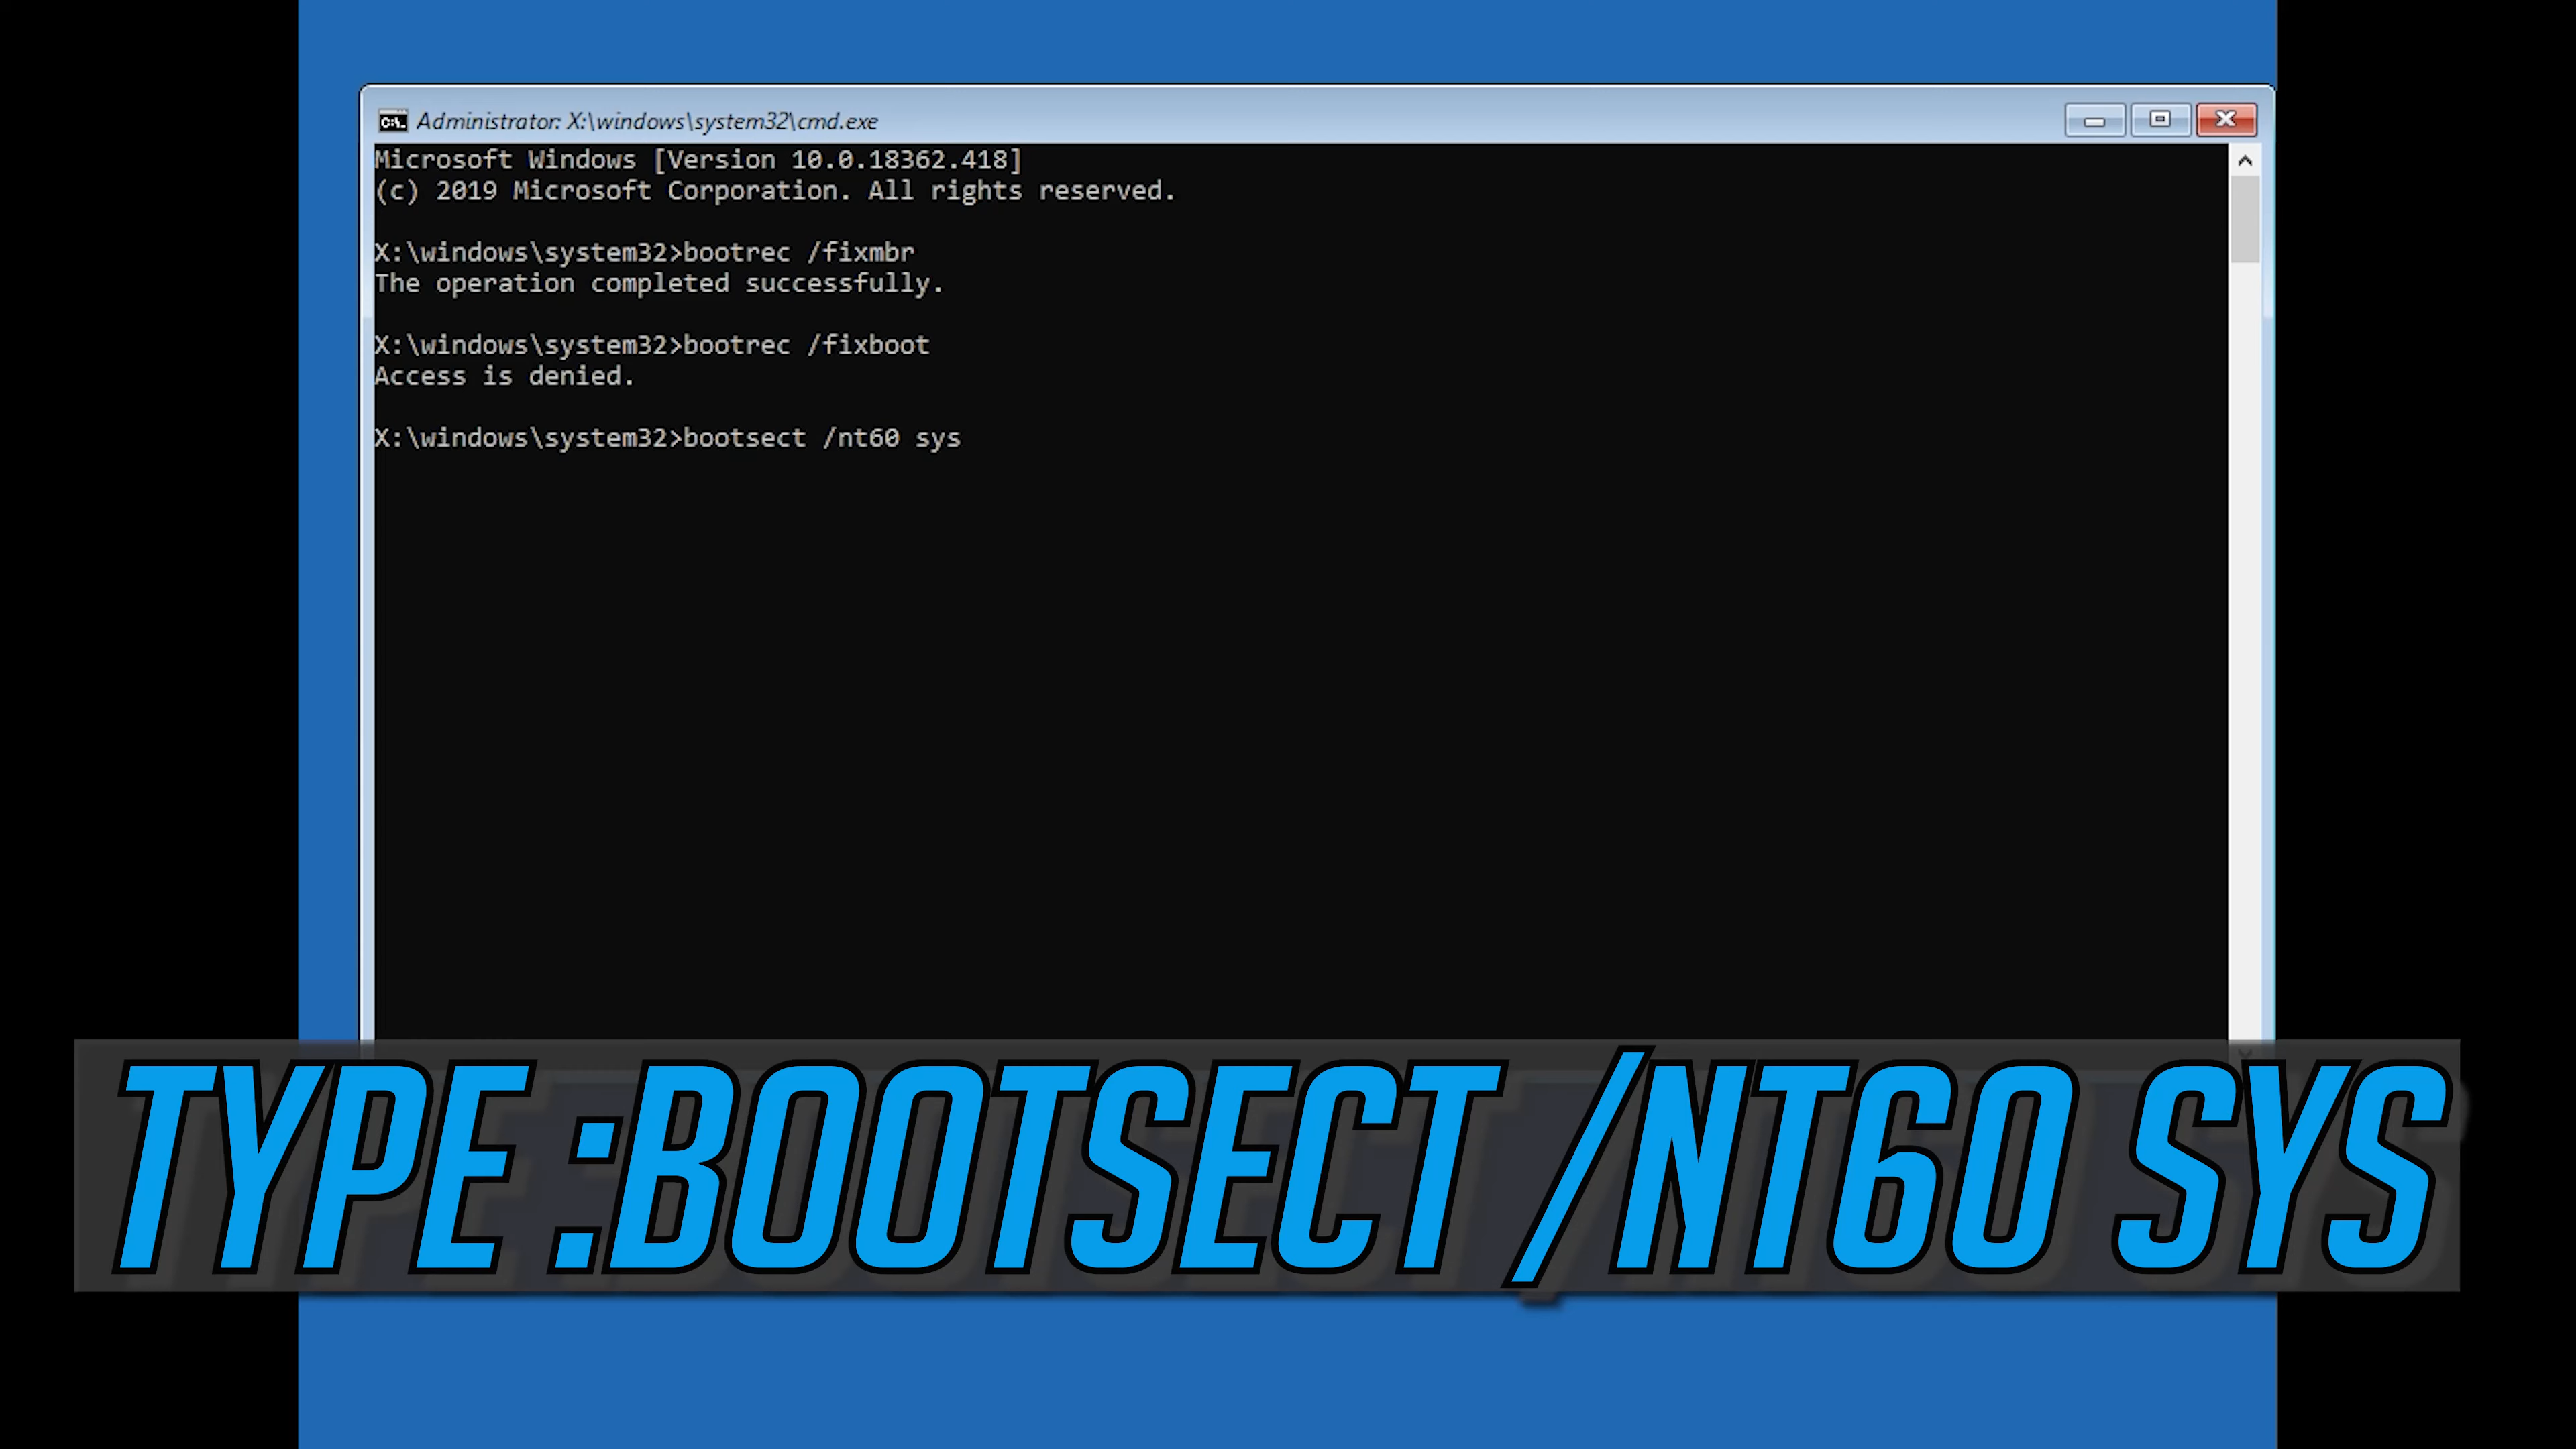 Administrator: X:\windows\system32\cmd.exe
Microsoft Windows [Version 10.0.18362.418]
(c) 2019 Microsoft Corporation. All rights reserved.
X:\windows\system32>bootrec /fixmbr
The operation completed successfully.
X:\windows\system32>bootrec /fixboot
Access is denied.
X:\windows\system32>bootsect /nt60 sys
TYPE :BOOTSECT /NT60 SYS